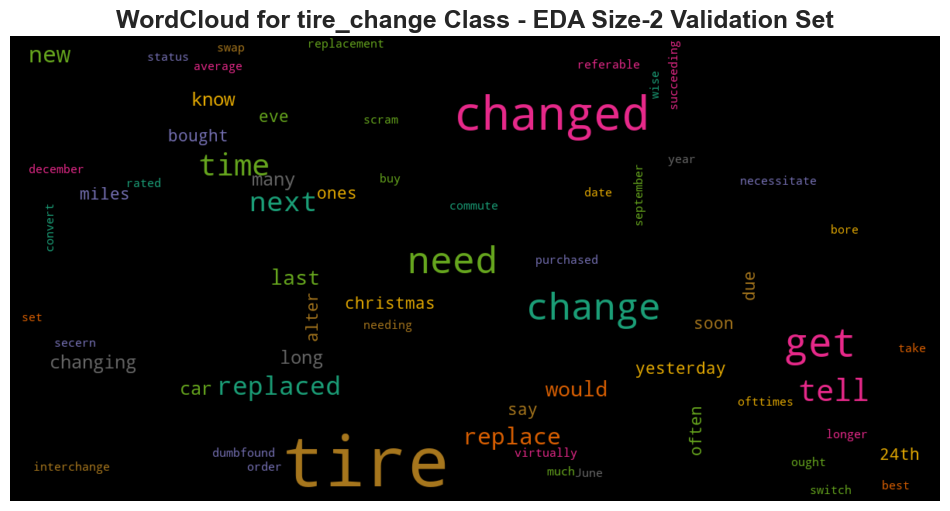 WordCloud for tire_change Class - EDA Size-2 Validation Set
new
status
swap
average
replacement
referable
wise
succeeding
know
eve
scram
changed
bought
time
many
december
rated
miles
next
ones
buy
commute
date
september
year
necessitate
convert
bore
need
purchased
last
due
alter
christmas
change
needing
soon
set
secern
changing
long
get
take
yesterday
car
replaced
would
tell
say
ofttimes
often
replace
longer
tire
dumbfound
order
interchange
virtually
much
June
24th
ought
switch
best